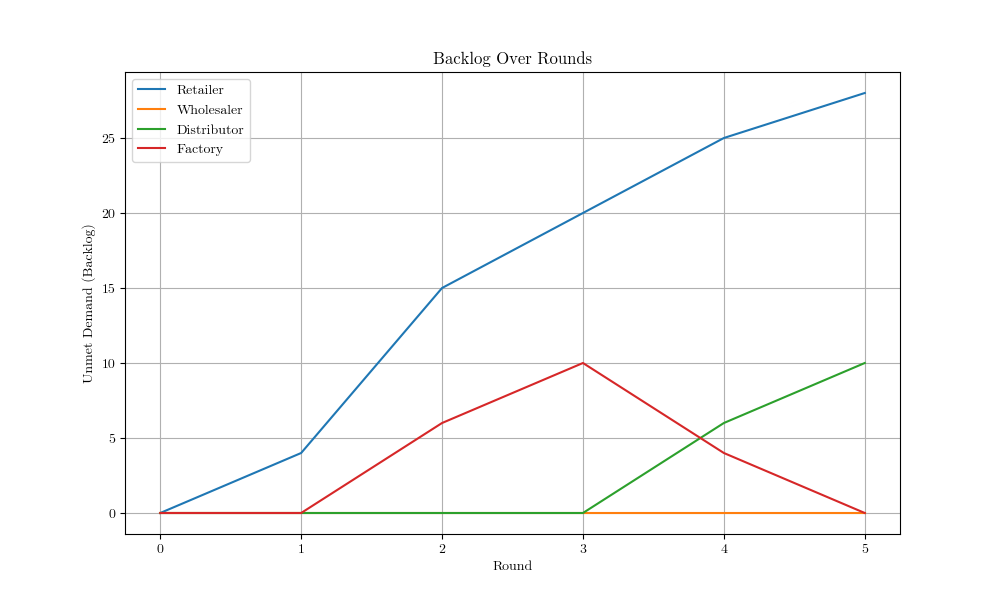 Backlog Over Rounds
Retailer
Wholesaler
Distributor
Factory
Unmet Demand (Backlog)
25
20
15
10
5
0
0 1 2 3 4 5
Round